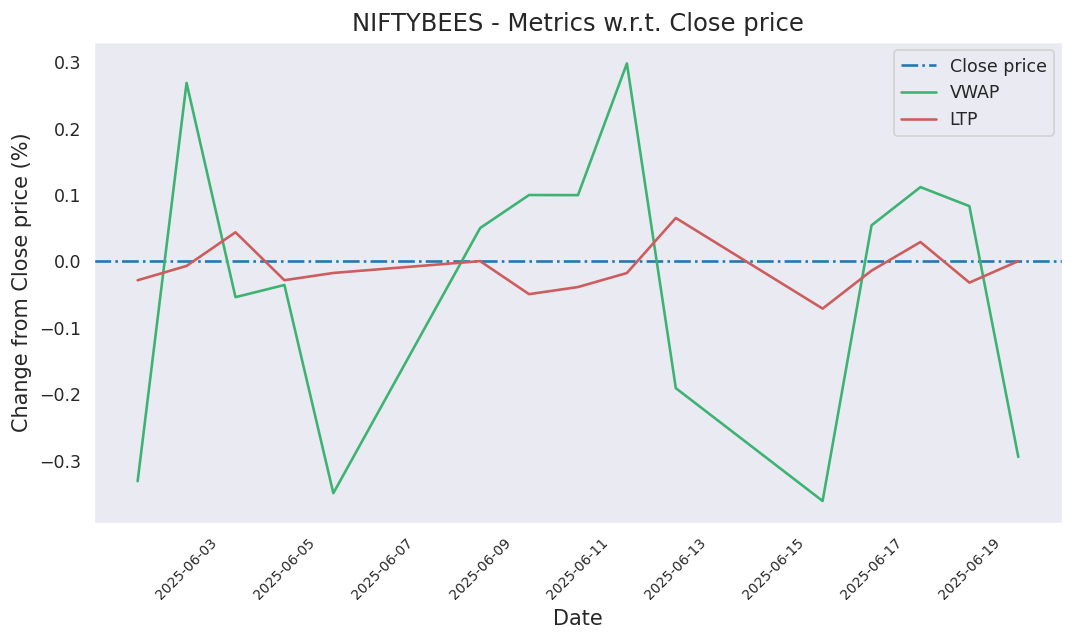 NIFTYBEES - Metrics w.r.t. Close price
Change from Close price (%)
0.3
0.2
0.1
0.0
−0.1
−0.2
−0.3
Close price
VWAP
LTP
2025-06-03
2025-06-05
2025-06-07
2025-06-09
2025-06-11
2025-06-13
2025-06-15
2025-06-17
2025-06-19
Date